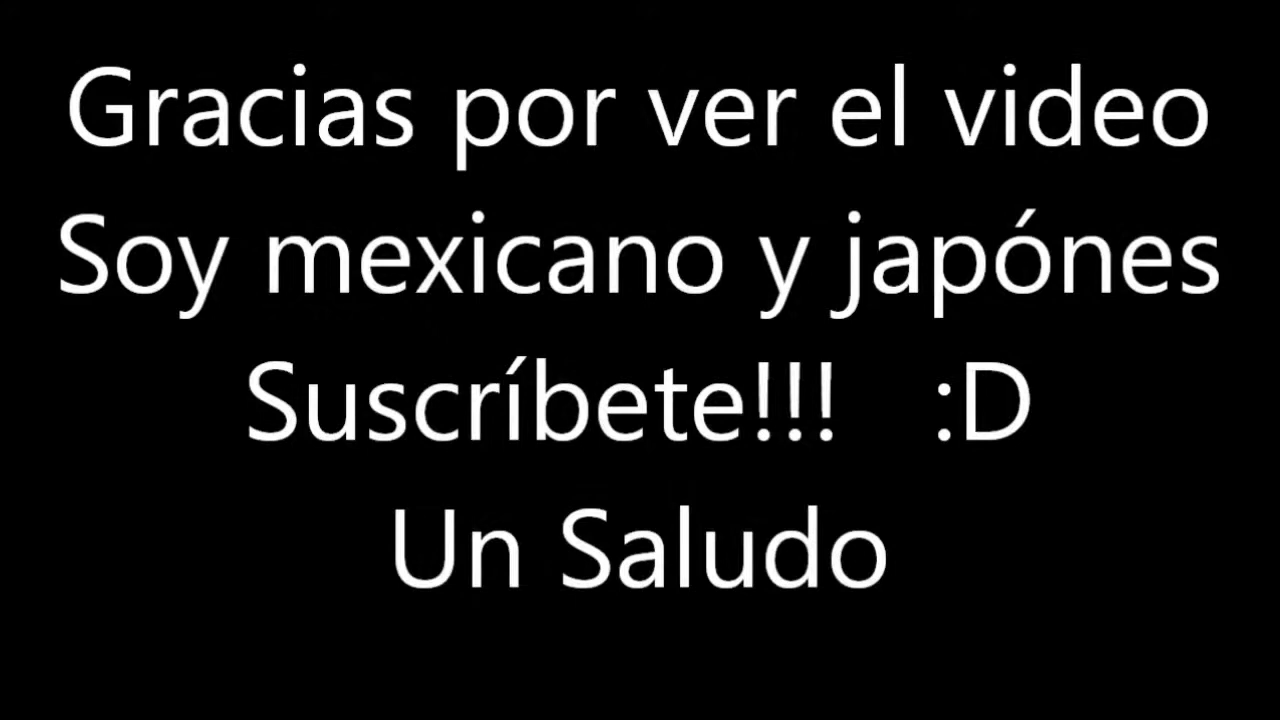 Gracias por ver el video
Soy mexicano y japónes
Suscríbete!!! :D
Un Saludo